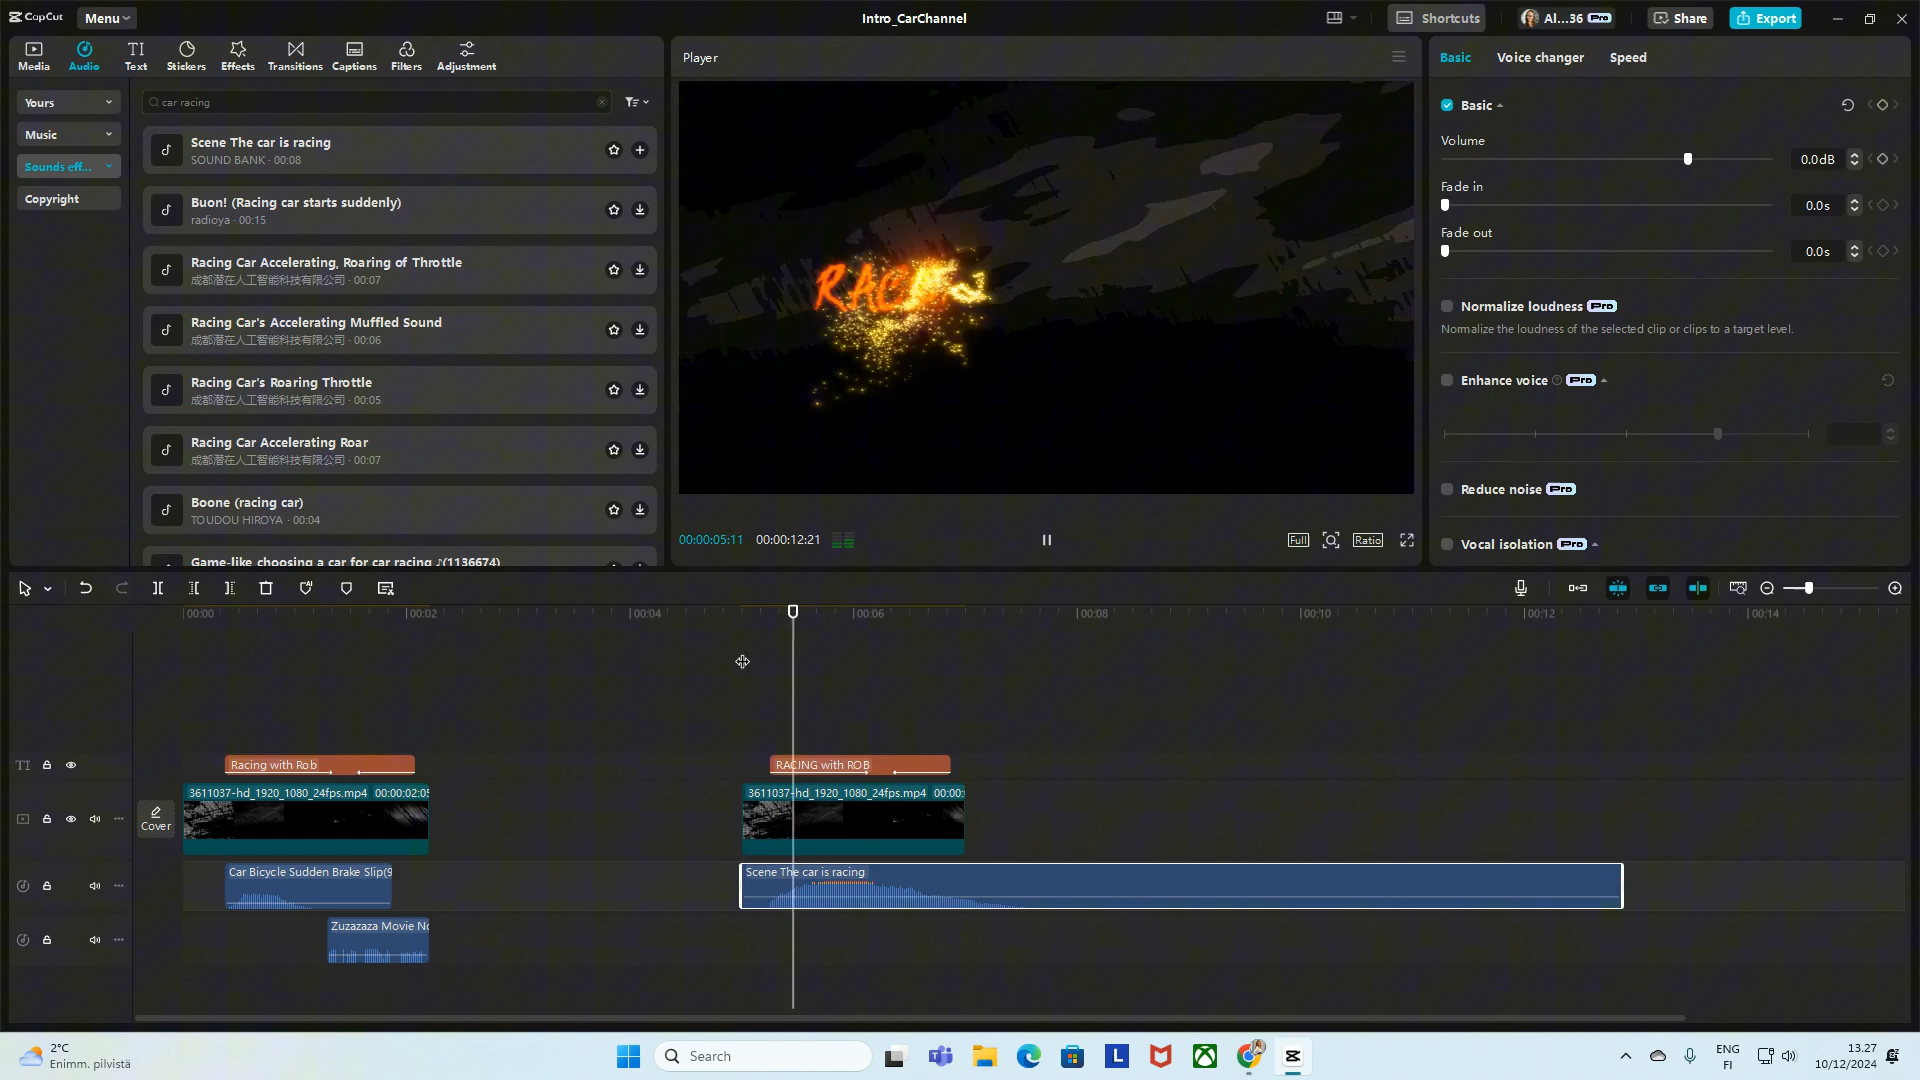 CapCut
Menu
Intro_CarChannel
Shortcuts
Al...36 Pro
Share
Export
Media
Audio
Text
Stickers
Effects
Transitions
Captions
Filters
Adjustment
Yours
Music
Sounds eff...
Copyright
car racing
Scene The car is racing
SOUND BANK · 00:08
Buon! (Racing car starts suddenly)
radioya · 00:15
Racing Car Accelerating, Roaring of Throttle
成都潜在人工智能科技有限公司 · 00:07
Racing Car's Accelerating Muffled Sound
成都潜在人工智能科技有限公司 · 00:06
Racing Car's Roaring Throttle
成都潜在人工智能科技有限公司 · 00:05
Racing Car Accelerating Roar
成都潜在人工智能科技有限公司 · 00:07
Boone (racing car)
TOUDOU HIROYA · 00:04
Game-like choosing a car for car racing ♪(1136674)
Player
RACING
00:00:05:11
00:00:12:21
Full
Ratio
Basic
Voice changer
Speed
Basic
Volume
0.0dB
Fade in
0.0s
Fade out
0.0s
Normalize loudness Pro
Normalize the loudness of the selected clip or clips to a target level.
Enhance voice Pro
Reduce noise Pro
Vocal isolation Pro
00:00
00:02
00:04
00:06
00:08
00:10
00:12
00:14
TI
Racing with Rob
RACING with ROB
Cover
3611037-hd_1920_1080_24fps.mp4 00:00:02:05
3611037-hd_1920_1080_24fps.mp4 00:00:
Car Bicycle Sudden Brake Slip(9
Scene The car is racing
Zuzazaza Movie No
2°C
Enimm. pilvistä
Search
L
ENG
FI
13.27
10/12/2024